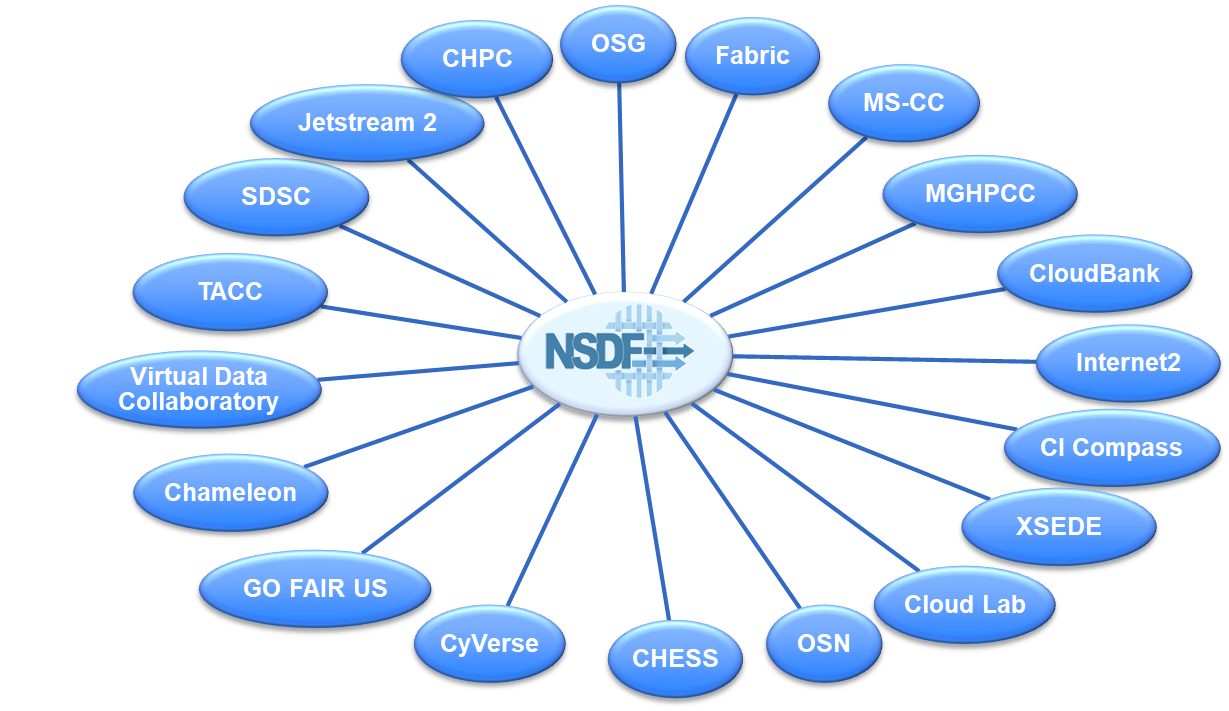 OSG
Fabric
CHPC
MS-CC
Jetstream 2
MGHPCC
SDSC
CloudBank
TACC
NSDF
Internet2
Virtual Data
Collaboratory
CI Compass
Chameleon
XSEDE
GO FAIR US
Cloud Lab
CyVerse
OSN
CHESS